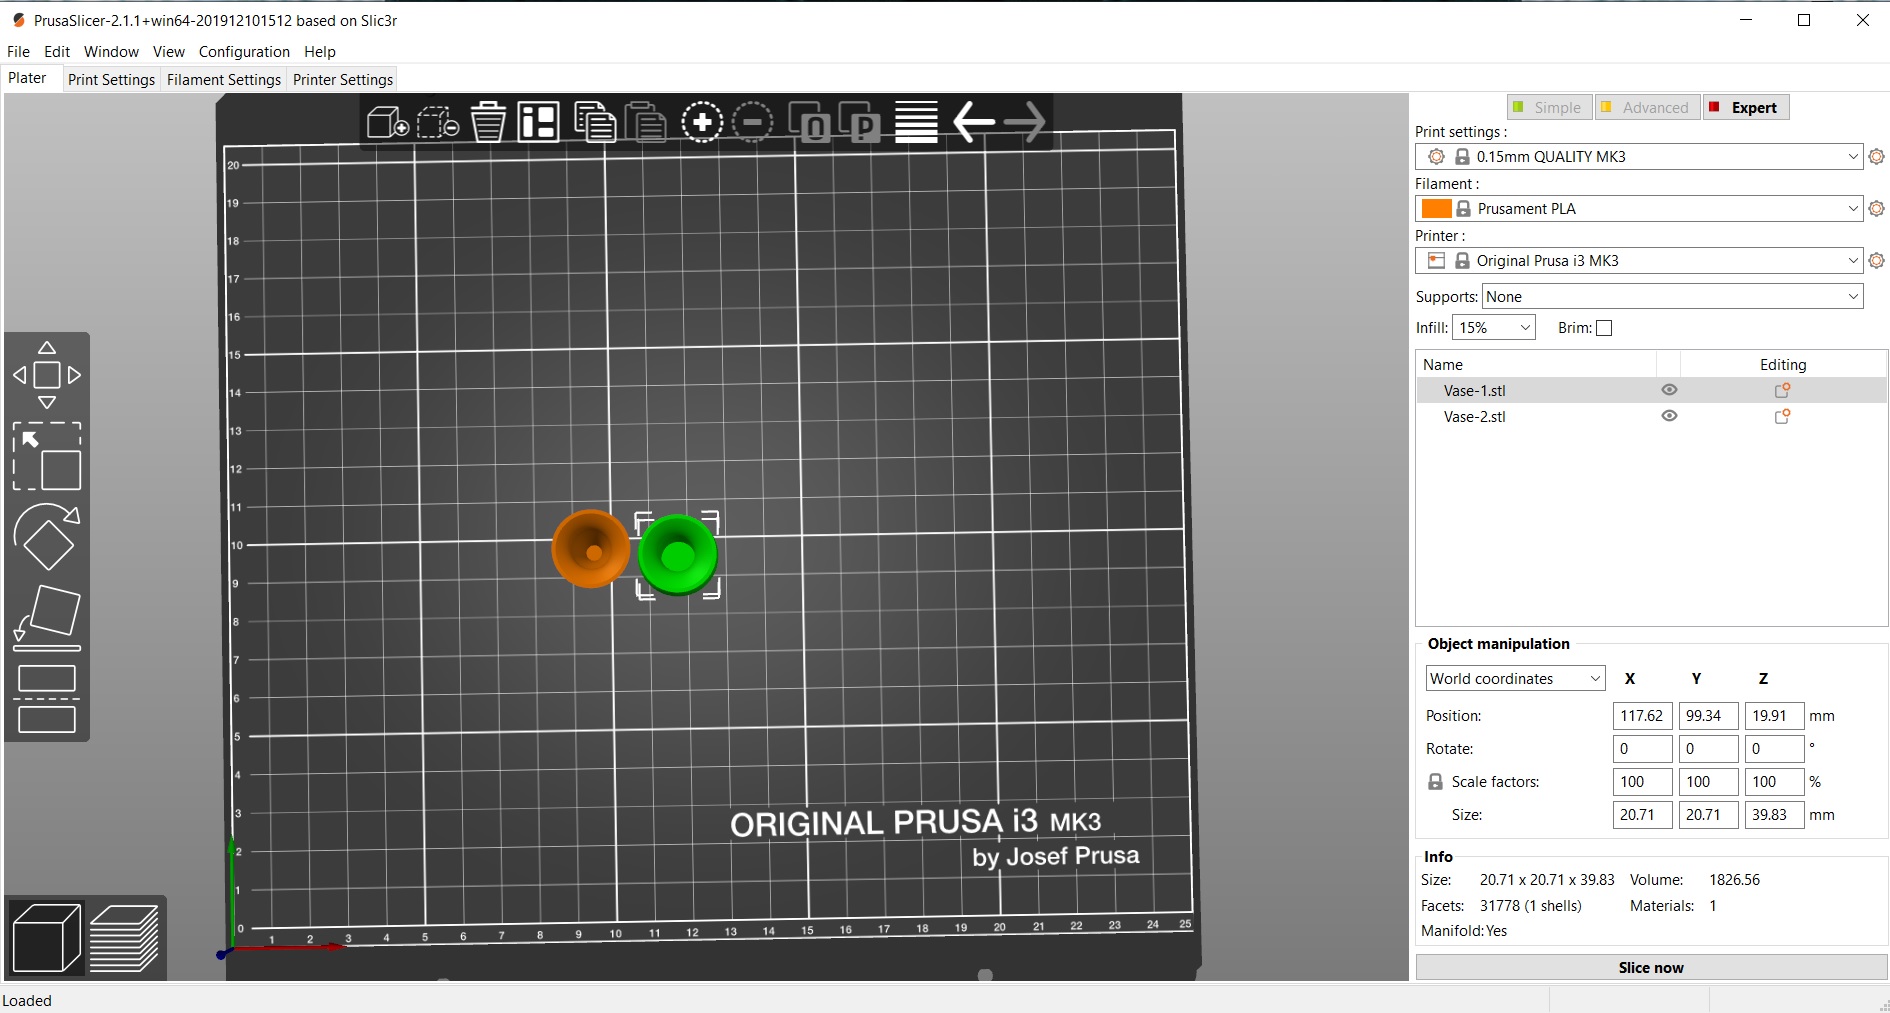 PrusaSlicer-2.1.1+win64-201912101512 based on Slic3r
File Edit Window View Configuration Help
Plater Print Settings Filament Settings Printer Settings
Simple Advanced Expert
Print settings :
0.15mm QUALITY MK3
Filament :
Prusament PLA
Printer :
Original Prusa i3 MK3
Supports: None
Infill: 15% Brim:
Name Editing
Vase-1.stl
Vase-2.stl
Object manipulation
World coordinates X Y Z
Position: 117.62 99.34 19.91 mm
Rotate: 0 0 0 °
Scale factors: 100 100 100 %
Size: 20.71 20.71 39.83 mm
Info
Size: 20.71 x 20.71 x 39.83 Volume: 1826.56
Facets: 31778 (1 shells) Materials: 1
Manifold: Yes
Slice now
20
19
18
17
16
15
14
13
12
11
10
9
8
7
6
5
4
3
2
1
0
1 2 3 4 5 6 7 8 9 10 11 12 13 14 15 16 17 18 19 20 21 22 23 24 25
ORIGINAL PRUSA i3 MK3
by Josef Prusa
Loaded